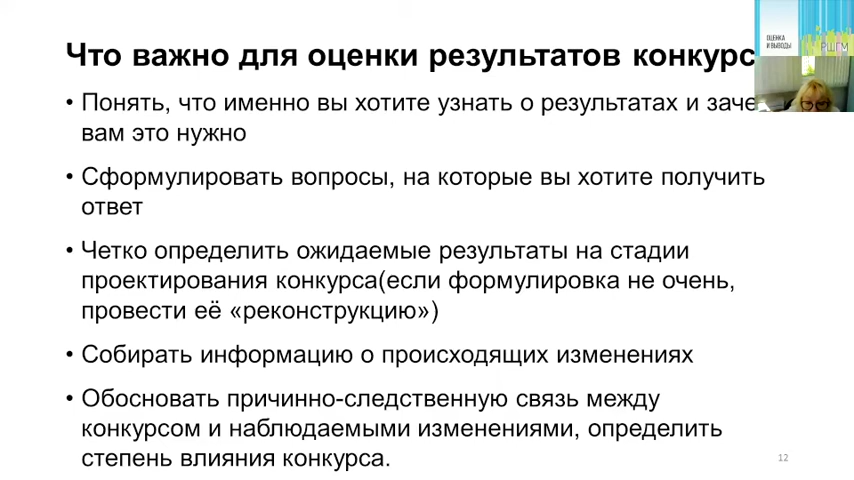 Что важно для оценки результатов конкурс
• Понять, что именно вы хотите узнать о результатах и заче
вам это нужно
• Сформулировать вопросы, на которые вы хотите получить
ответ
• Четко определить ожидаемые результаты на стадии
проектирования конкурса(если формулировка не очень,
провести её «реконструкцию»)
• Собирать информацию о происходящих изменениях
• Обосновать причинно-следственную связь между
конкурсом и наблюдаемыми изменениями, определить
степень влияния конкурса.
12
ОЦЕНКА
И ВЫВОДЫ
РШГМ